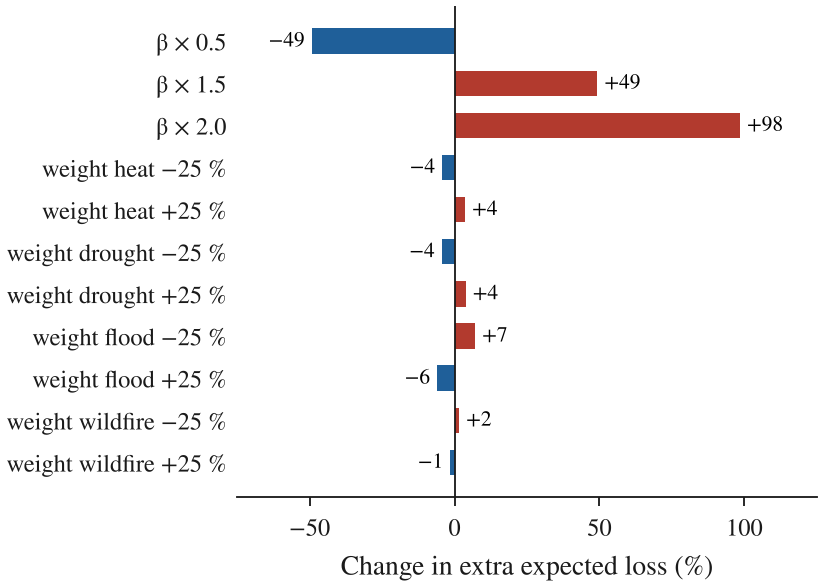 β × 0.5 −49
β × 1.5 +49
β × 2.0 +98
weight heat −25 % −4
weight heat +25 % +4
weight drought −25 % −4
weight drought +25 % +4
weight flood −25 % +7
weight flood +25 % −6
weight wildfire −25 % +2
weight wildfire +25 % −1
−50 0 50 100
Change in extra expected loss (%)